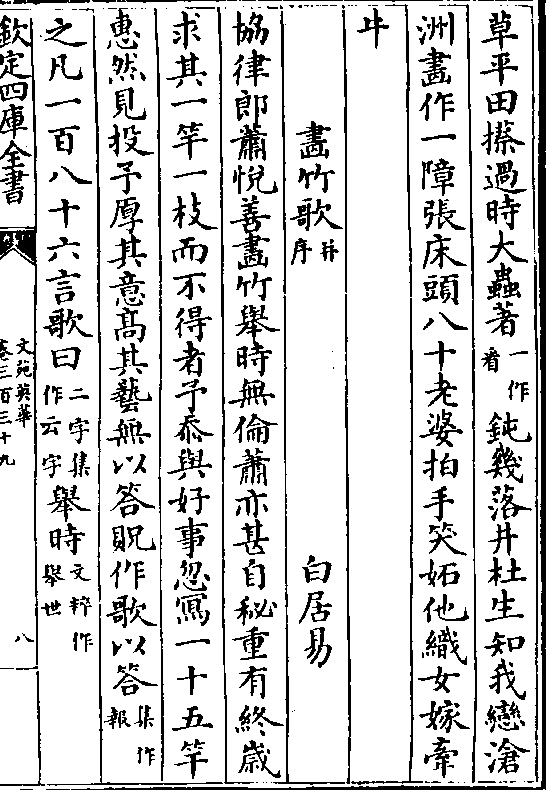 草平田揬過時大蟲著一作看鈍幾落井杜生知我戀滄
洲畫作一障張床頭八十老婆拍手笑妬他織女嫁牽
牛
畫竹歌并序 白居易
協律郎蕭恱善畫竹舉時無倫蕭亦甚自秘重有終歲
求其一竿一枝而不得者予忝與好事忽寫一十五竿
惠然見投予厚其意髙其藝無以答貺作歌以答集作報
之凡一百八十六言歌曰二字集作云字舉時文粹作舉世
欽定四庫全書
文苑英華
卷三百三十九
八